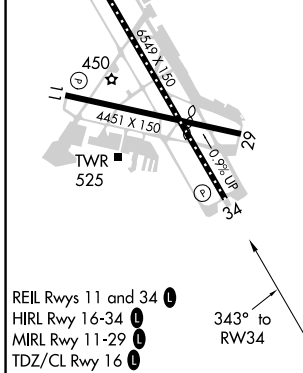 6549 X 150
450
P
11
4451 X 150
29
TWR
525
0.9% UP
P
34
REIL Rwys 11 and 34 L
HIRL Rwy 16-34 L
MIRL Rwy 11-29 L
TDZ/CL Rwy 16 L
343° to
RW34